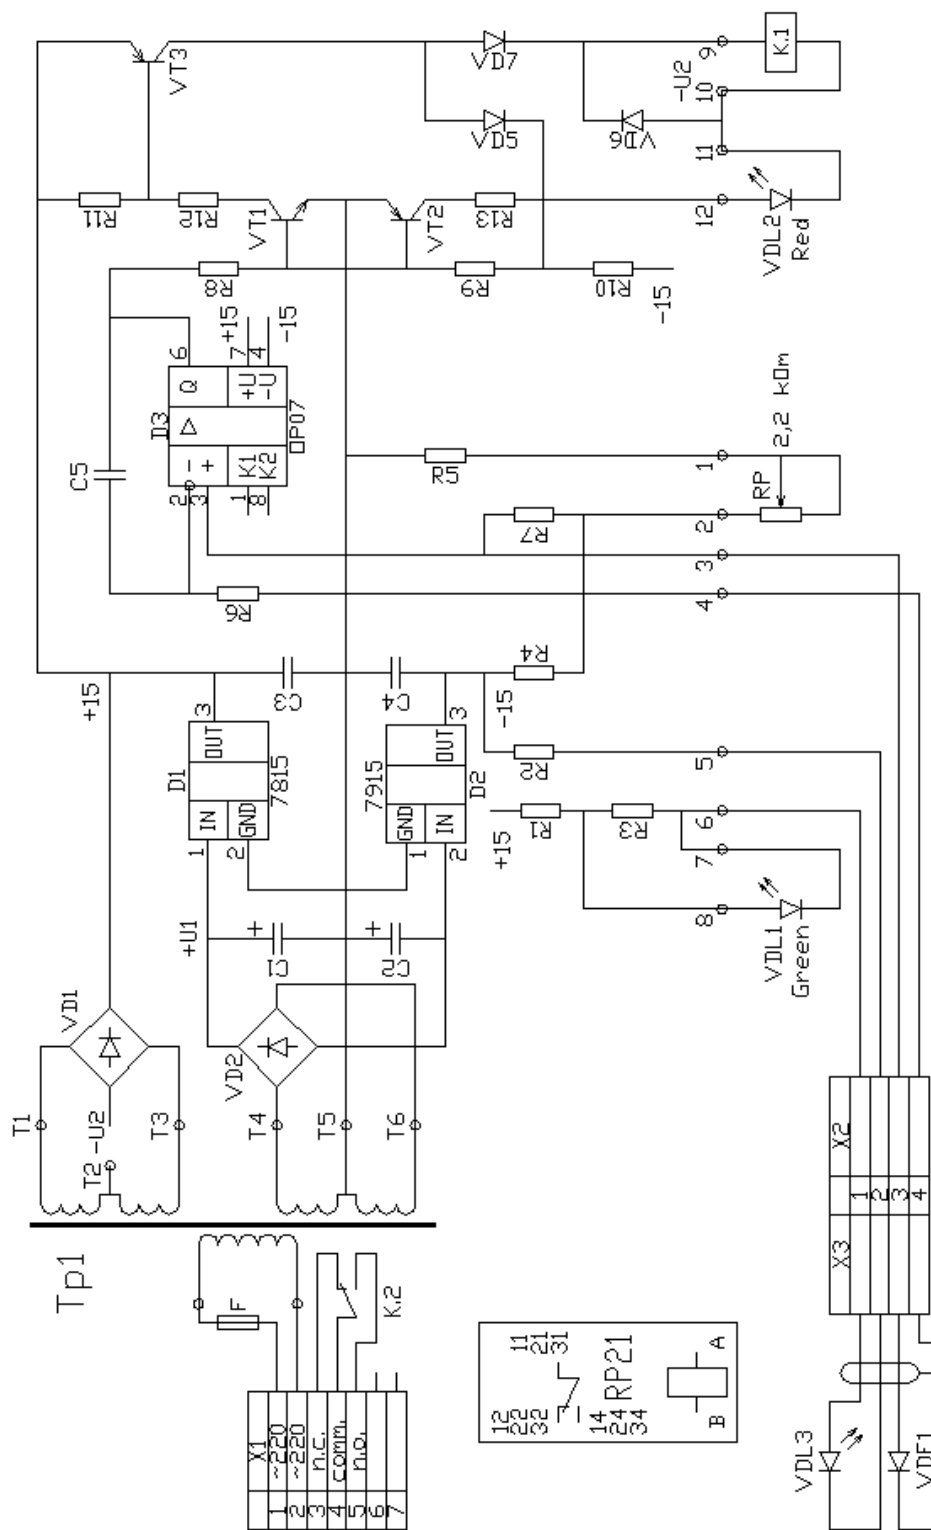 Tp1
X1
1 ~220
2 ~220
3 n.c.
4 comm.
5 n.o.
6
7
F
K.2
T1
T2
T3
-U2
VD1
T4
T5
T6
VD2
+U1
C1
C2
+
+
D1
IN
GND
OUT
1
2
3
7815
D2
GND
IN
OUT
1
2
3
7915
+15
C3
C4
-15
R4
R2
+15
R1
R3
C5
R6
R7
R5
D3
2
3
1
8
-
+
K1
K2
Q
+U
-U
6
7
4
OP07
+15
-15
R8
R9
R10
-15
R11
R12
R13
VT1
VT2
VT3
VD5
VD7
VD6
-U2
9
10
11
12
K.1
VDL2
Red
1
2
3
4
5
6
7
8
RP
2,2 kOm
VDL1
Green
X3
X2
1
2
3
4
VDL3
12
22
32
11
21
31
14
24
34
RP21
B
A